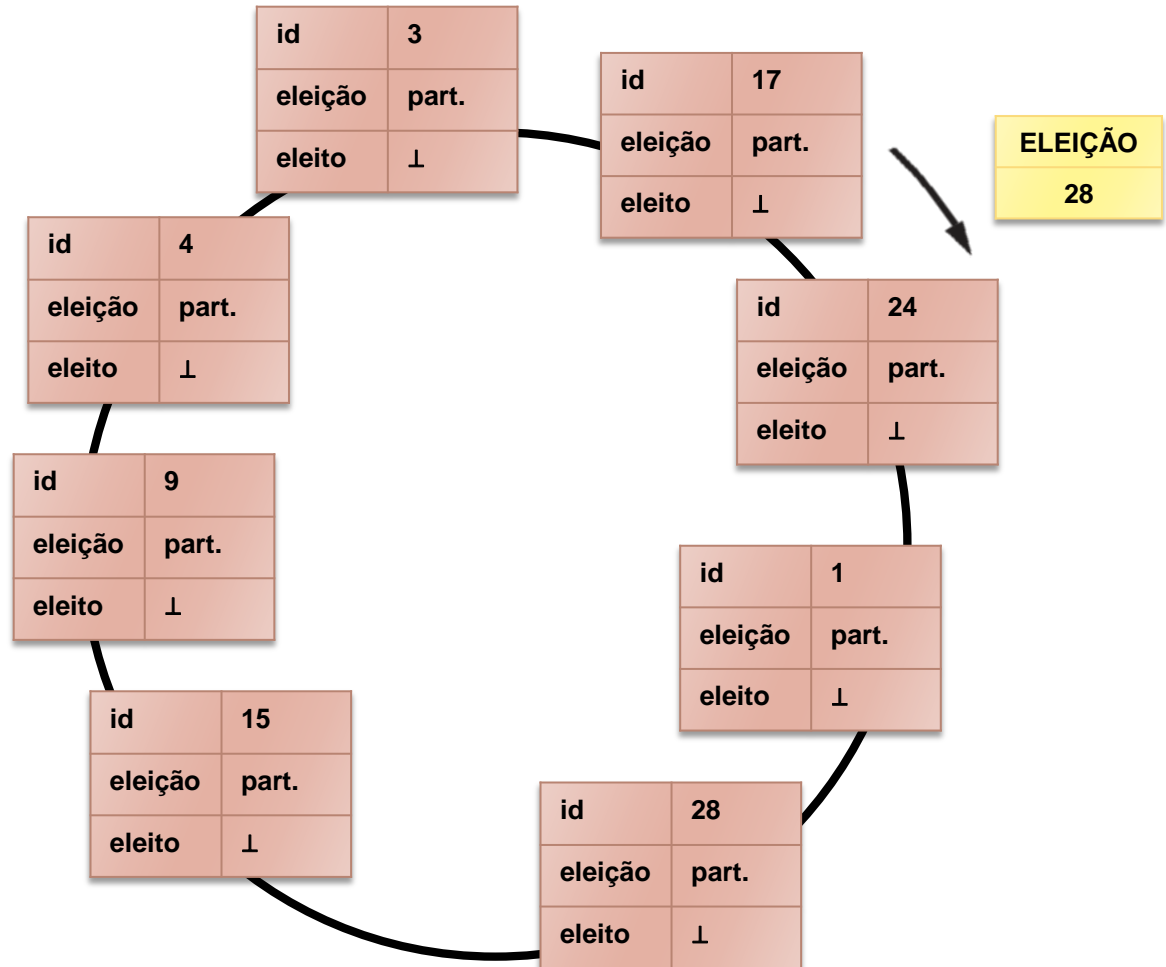 id 3
eleição part.
eleito ⊥
id 17
eleição part.
eleito ⊥
ELEIÇÃO
28
id 4
eleição part.
eleito ⊥
id 24
eleição part.
eleito ⊥
id 9
eleição part.
eleito ⊥
id 1
eleição part.
eleito ⊥
id 15
eleição part.
eleito ⊥
id 28
eleição part.
eleito ⊥